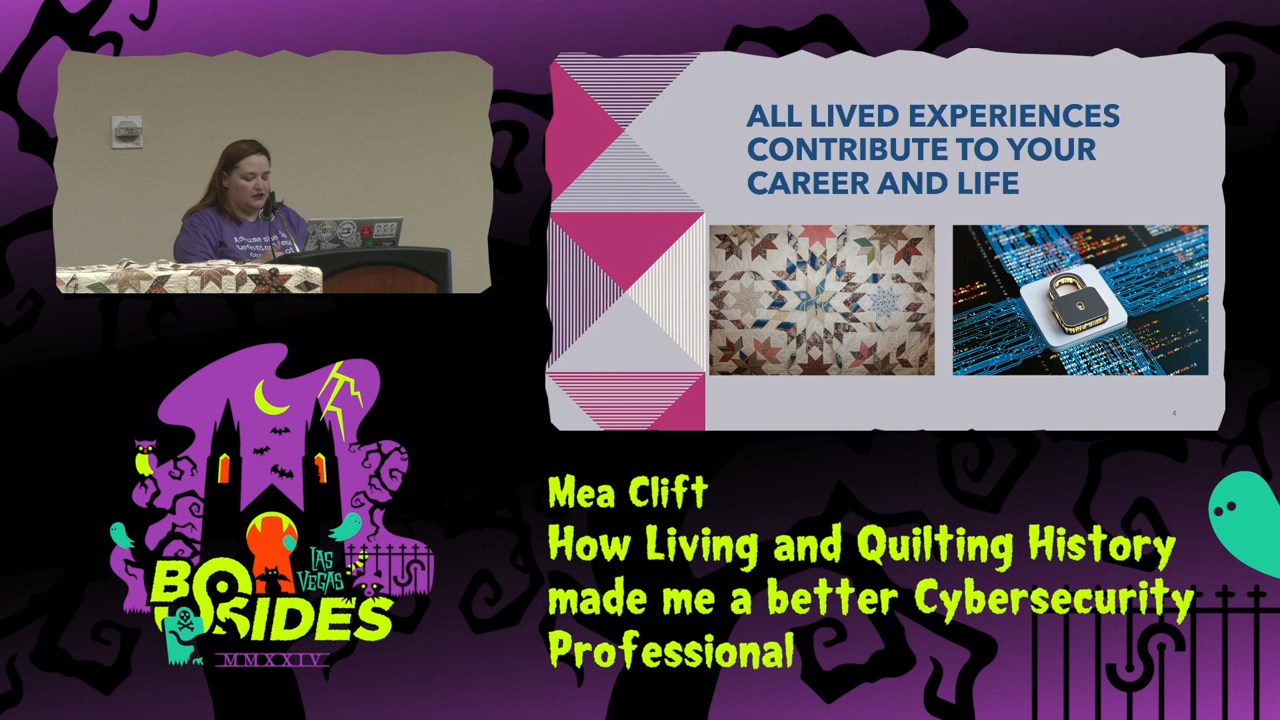 ALL LIVED EXPERIENCES
CONTRIBUTE TO YOUR
CAREER AND LIFE
4
Mea Clift
How Living and Quilting History
made me a better Cybersecurity
Professional
LAS
VEGAS
BSIDES
MMXXIV